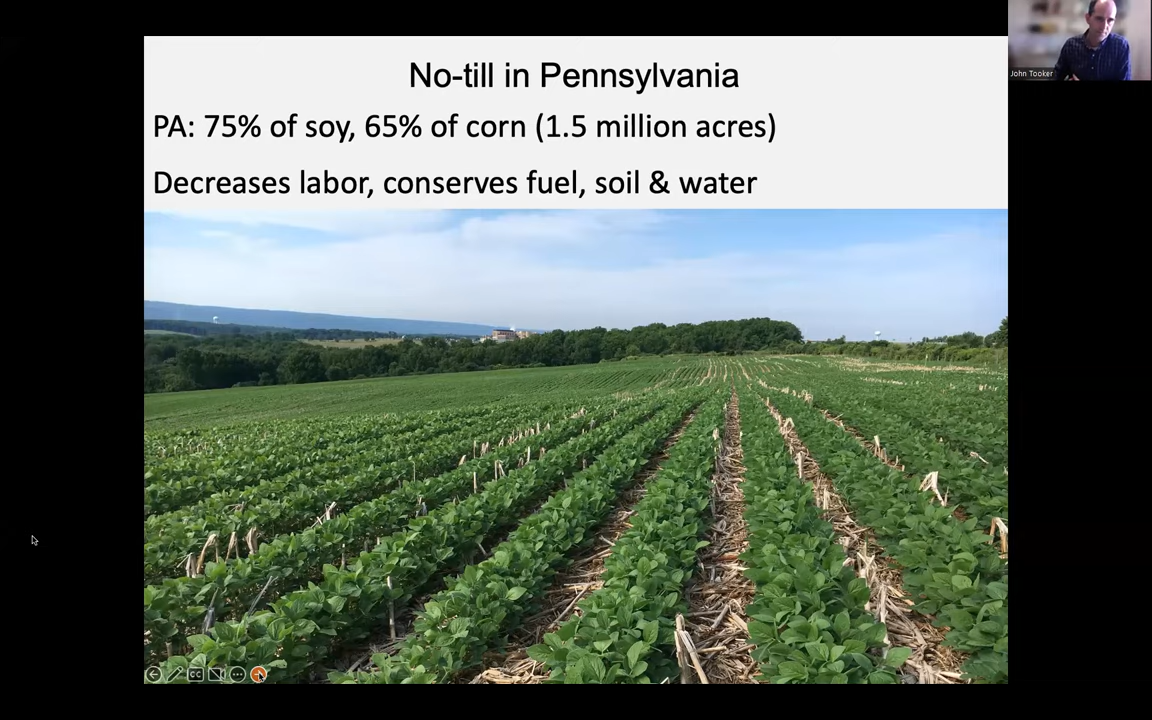 No-till in Pennsylvania
PA: 75% of soy, 65% of corn (1.5 million acres)
Decreases labor, conserves fuel, soil & water
John Tooker
CC